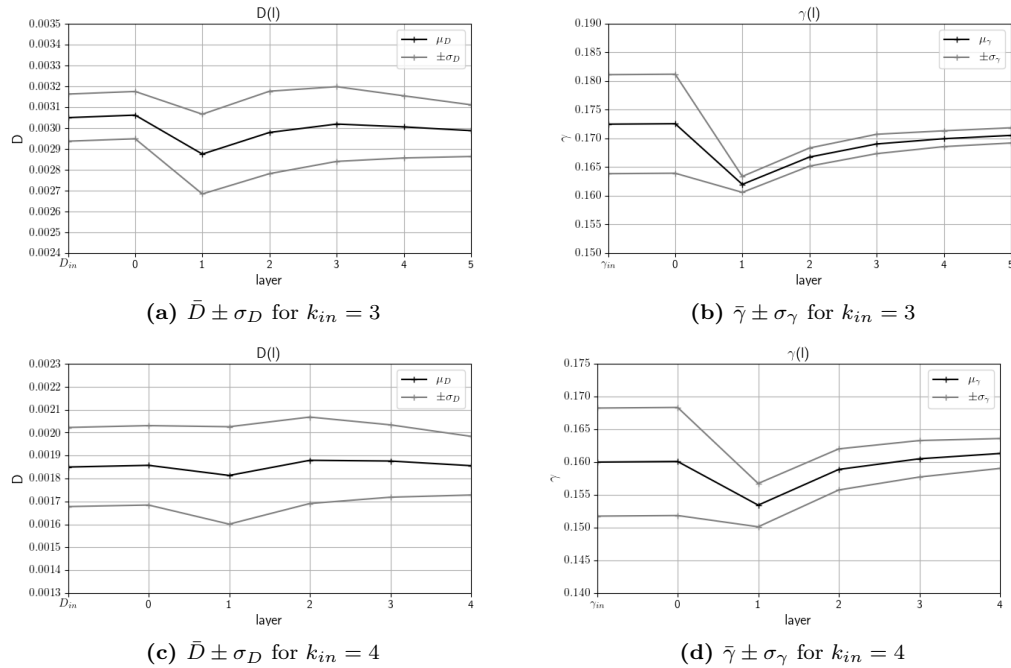 D(l)
0.0035
0.0034
0.0033
0.0032
0.0031
0.0030
0.0029
0.0028
0.0027
0.0026
0.0025
0.0024
D
μ_D
±σ_D
D_in 0 1 2 3 4 5
layer
(a) D̄ ± σ_D for k_in = 3
γ(l)
0.190
0.185
0.180
0.175
0.170
0.165
0.160
0.155
0.150
γ
μ_γ
±σ_γ
γ_in 0 1 2 3 4 5
layer
(b) γ̄ ± σ_γ for k_in = 3
D(l)
0.0023
0.0022
0.0021
0.0020
0.0019
0.0018
0.0017
0.0016
0.0015
0.0014
0.0013
D
μ_D
±σ_D
D_in 0 1 2 3 4
layer
(c) D̄ ± σ_D for k_in = 4
γ(l)
0.175
0.170
0.165
0.160
0.155
0.150
0.145
0.140
γ
μ_γ
±σ_γ
γ_in 0 1 2 3 4
layer
(d) γ̄ ± σ_γ for k_in = 4